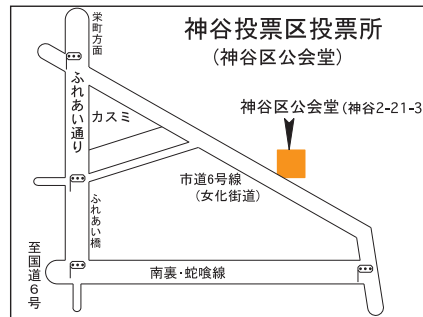 神谷投票区投票所
(神谷区公会堂)
栄町方面
ふれあい通り
カスミ
神谷区公会堂(神谷2-21-3
市道6号線
(女化街道)
ふれあい橋
至国道6号
南裏・蛇喰線